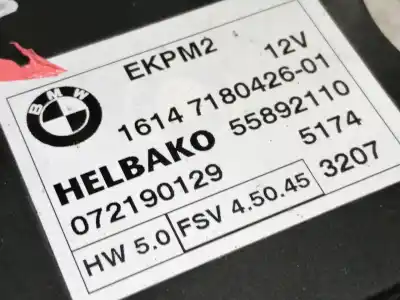 BMW
EKPM2 12V
1614 7180426-01
HELBAKO 55892110
072190129 5174
HW 5.0 FSV 4.50.45 3207